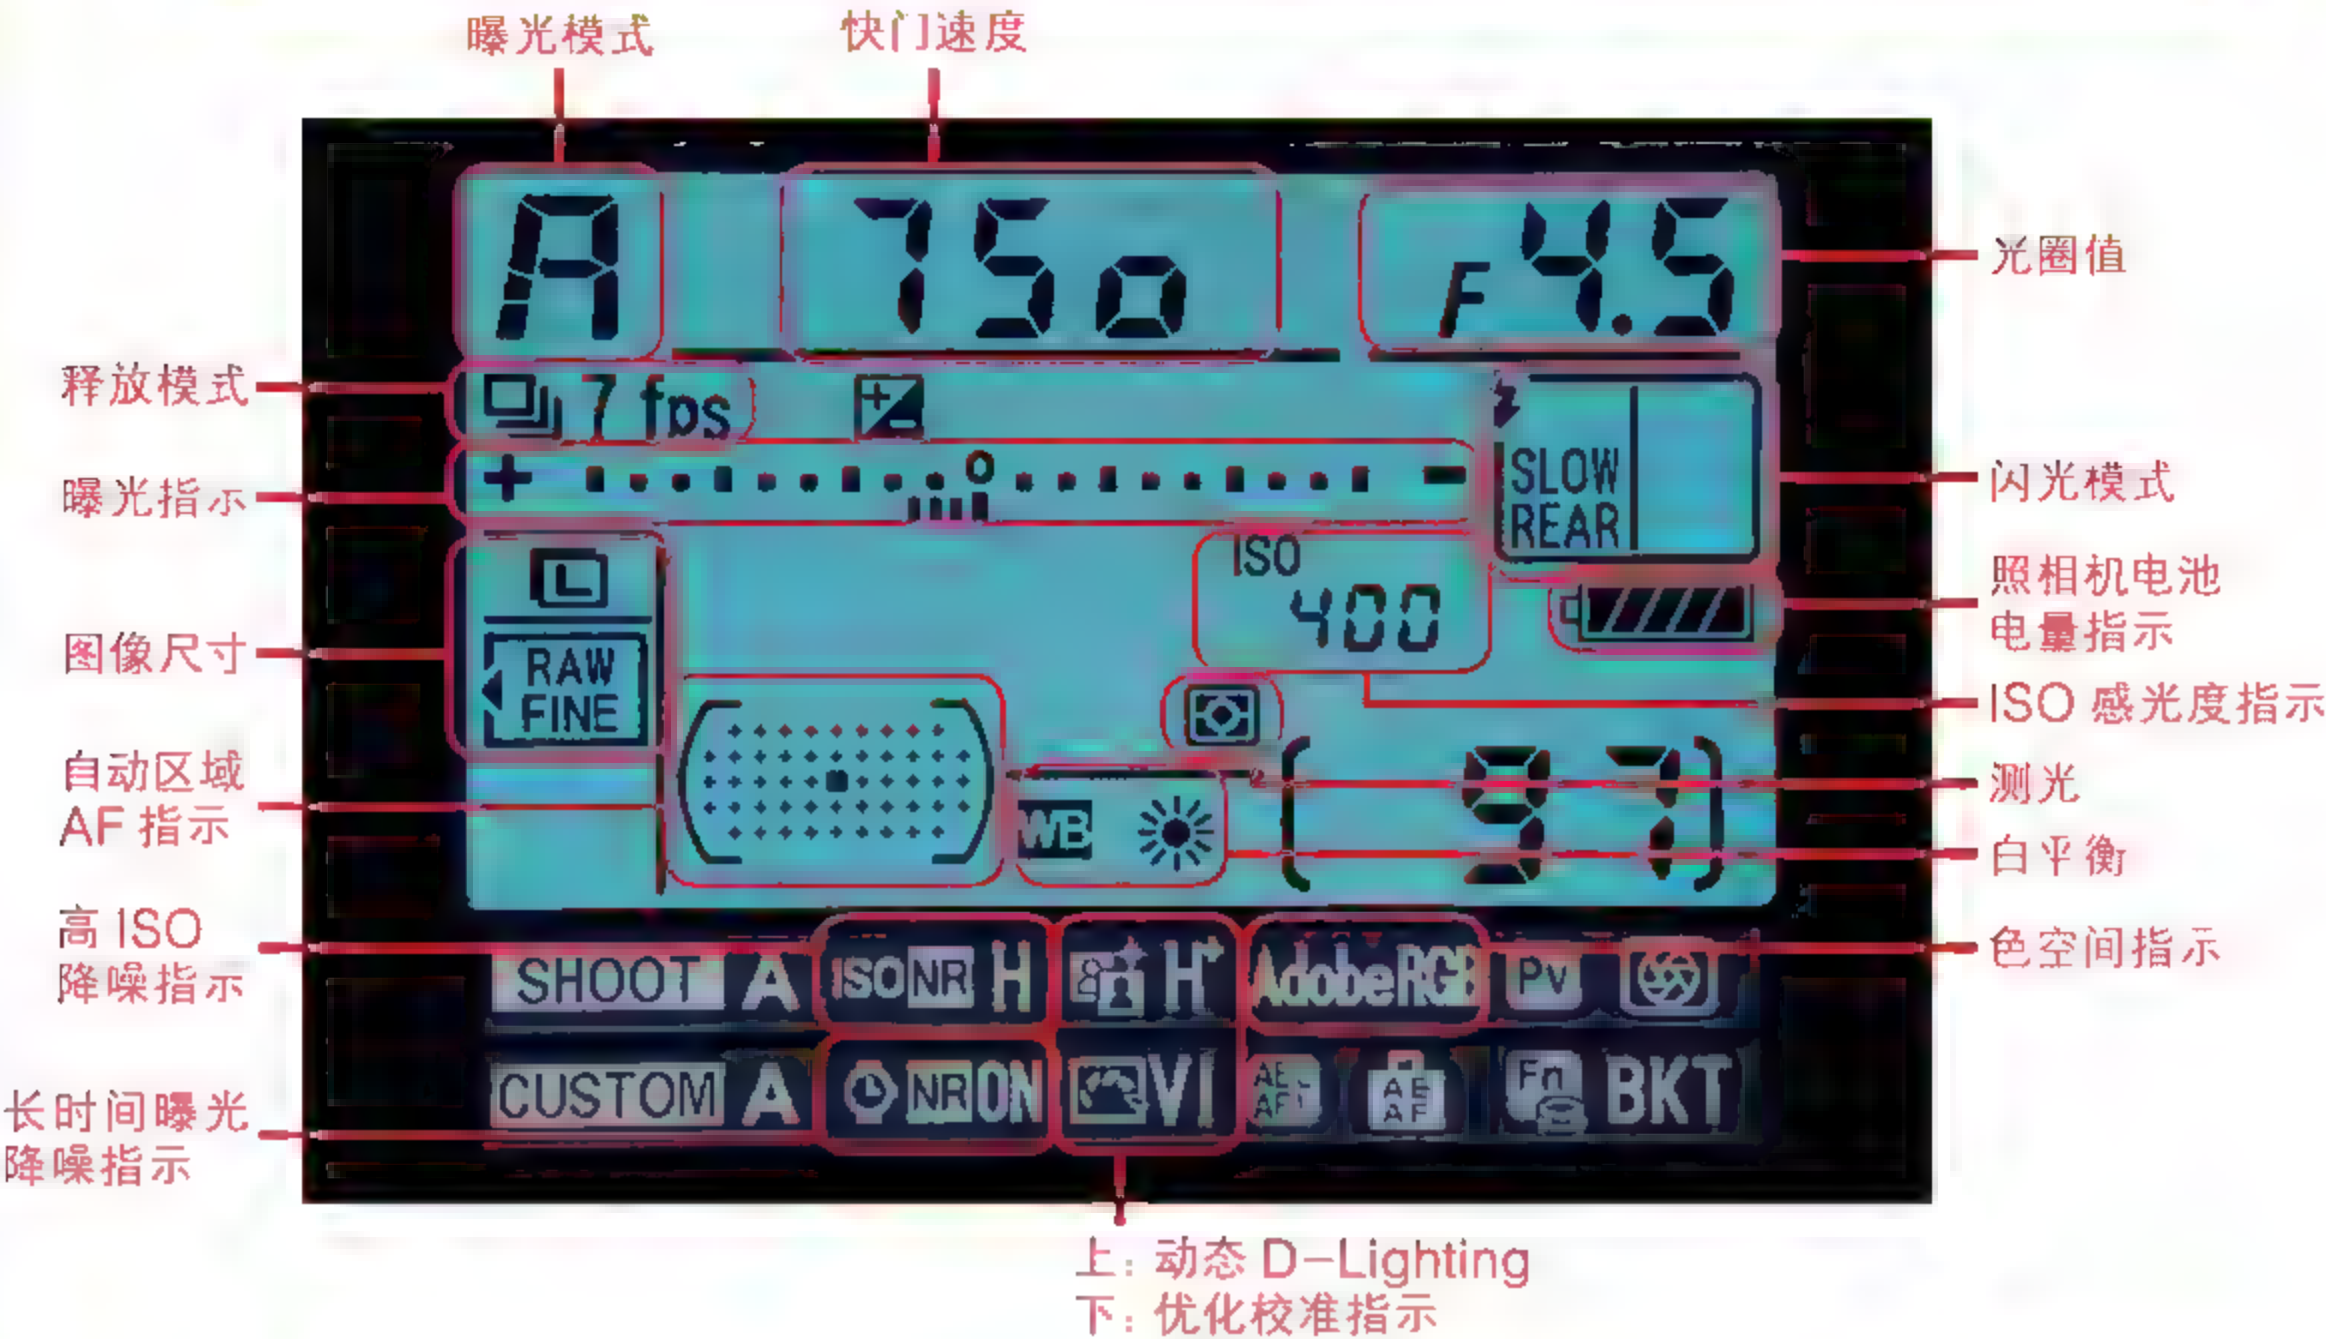 曝光模式
快门速度
A
750
F4.5
光圈值
释放模式
7 fps
曝光指示
+
0
-
SLOW
REAR
闪光模式
ISO
400
照相机电池
电量指示
图像尺寸
L
RAW
FINE
ISO 感光度指示
自动区域
AF 指示
WB
[ 97 ]
测光
白平衡
高 ISO
降噪指示
SHOOT A
ISO NR H
H*
AdobeRGB
Pv
色空间指示
长时间曝光
降噪指示
CUSTOM A
NR ON
VI
AE
AF
Fn
BKT
上: 动态 D-Lighting
下: 优化校准指示